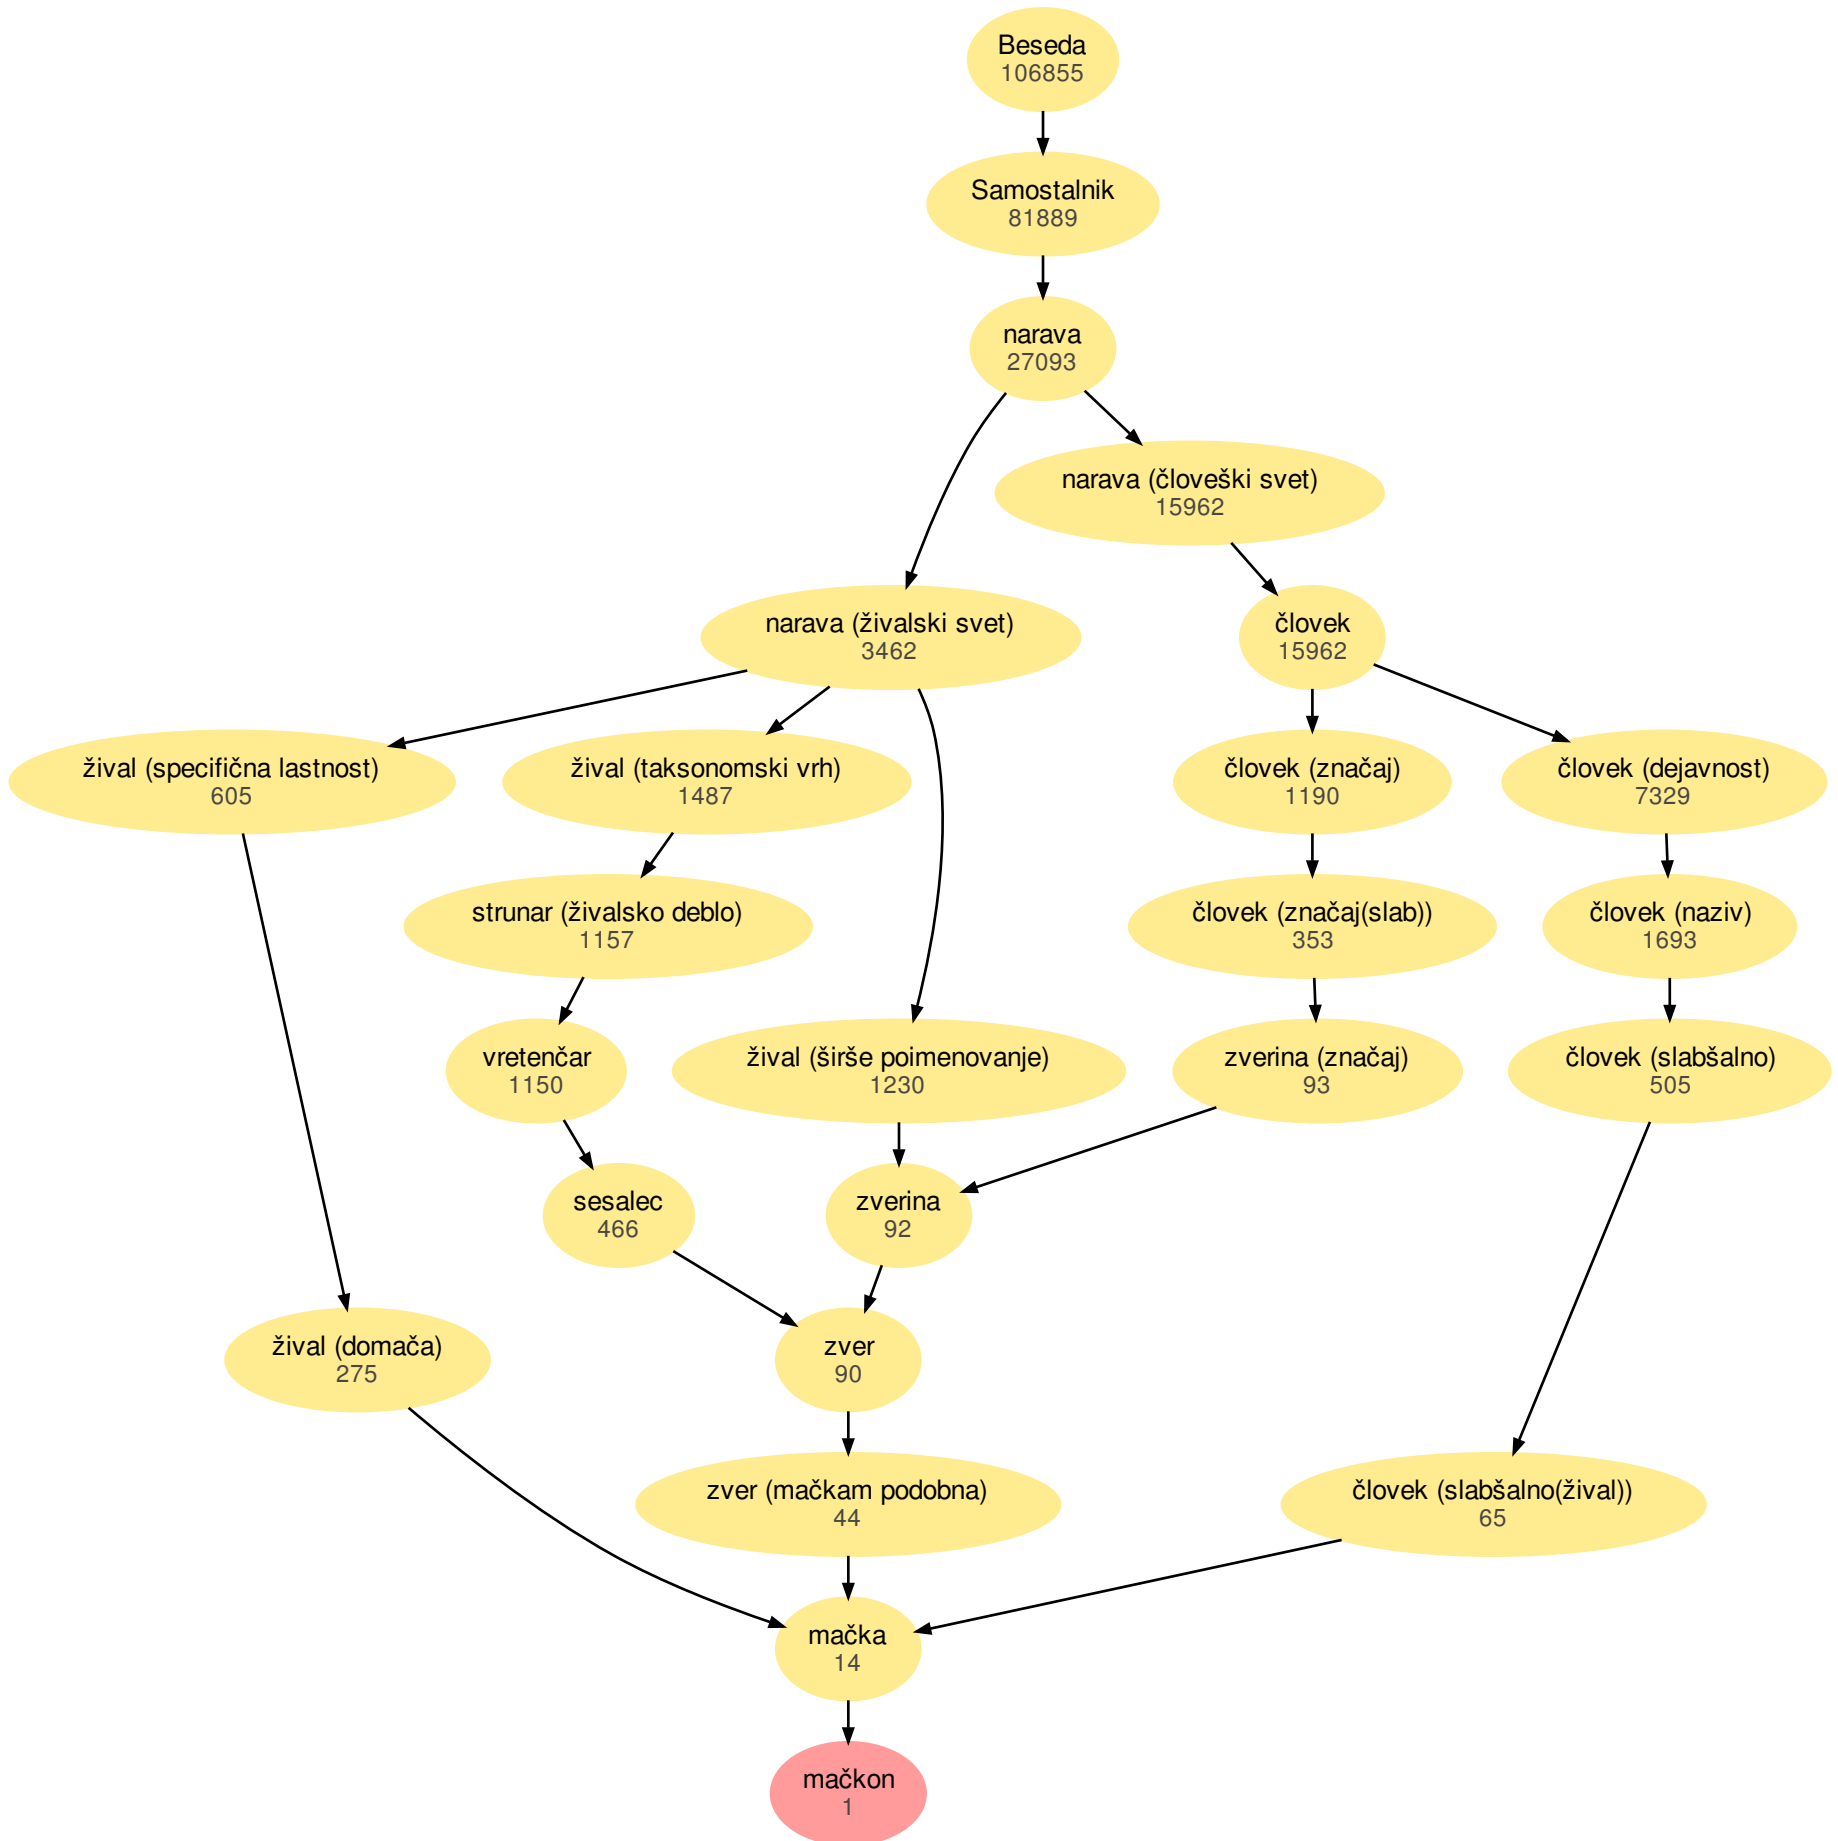 Beseda
106855
Samostalnik
81889
narava
27093
narava (človeški svet)
15962
narava (živalski svet)
3462
človek
15962
žival (specifična lastnost)
605
žival (taksonomski vrh)
1487
človek (značaj)
1190
človek (dejavnost)
7329
strunar (živalsko deblo)
1157
človek (značaj(slab))
353
človek (naziv)
1693
vretenčar
1150
žival (širše poimenovanje)
1230
zverina (značaj)
93
človek (slabšalno)
505
sesalec
466
zverina
92
žival (domača)
275
zver
90
zver (mačkam podobna)
44
človek (slabšalno(žival))
65
mačka
14
mačkon
1